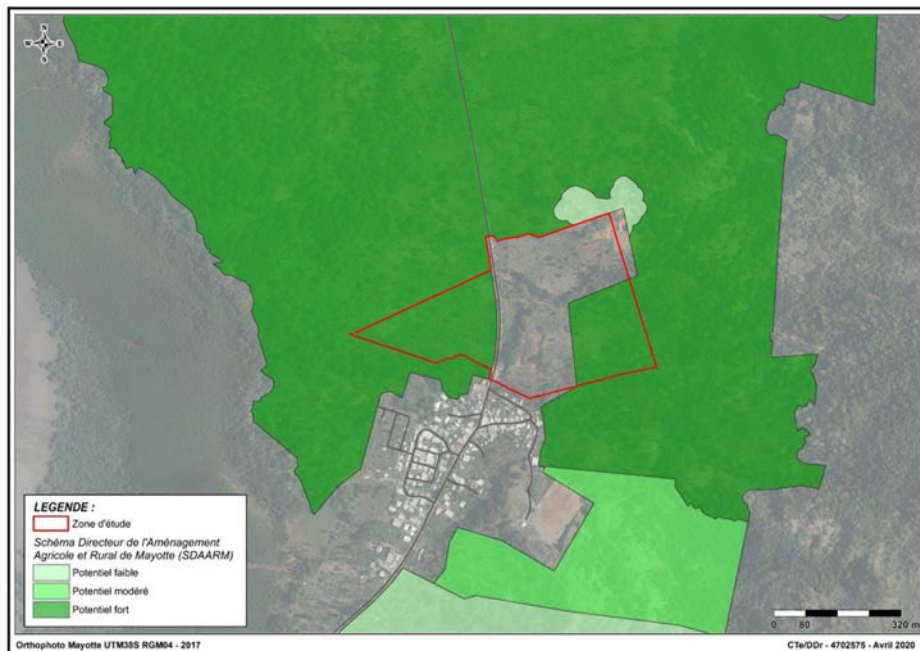 N
W E
S
LEGENDE :
Zone d'étude
Schéma Directeur de l'Aménagement
Agricole et Rural de Mayotte (SDAARM)
Potentiel faible
Potentiel modéré
Potentiel fort
0 80 320 m
Orthophoto Mayotte UTM38S RGM04 - 2017 CTe/DDr - 4702575 - Avril 2020